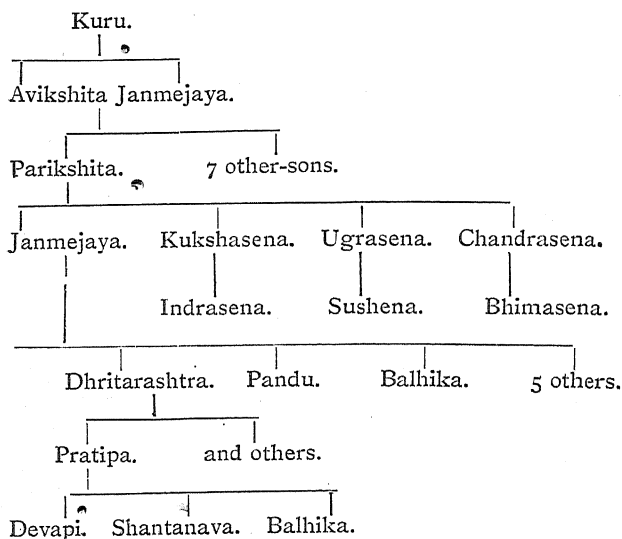 Kuru.
Avikshita Janmejaya.
Parikshita. 7 other-sons.
Janmejaya. Kukshasena. Ugrasena. Chandrasena.
Indrasena. Sushena. Bhimasena.
Dhritarashtra. Pandu. Balhika. 5 others.
Pratipa. and others.
Devapi. Shantanava. Balhika.